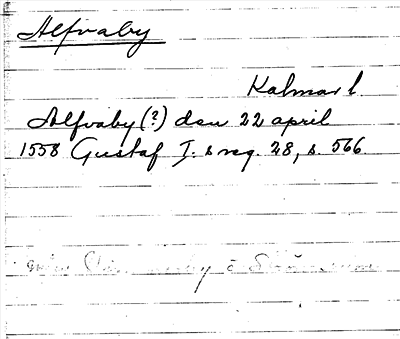 Alfvaby
Kalmar l.
Alfvaby (?) den 22 april
1558 Gustaf I:s reg. 28, s. 566.